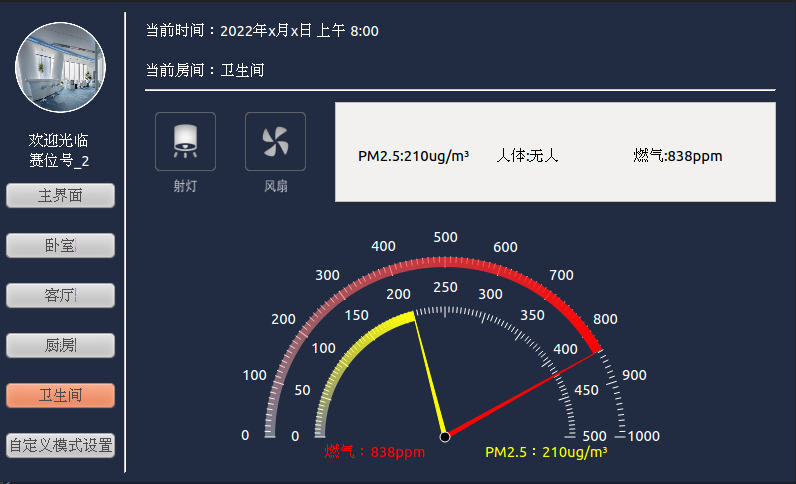 当前时间：2022年x月x日 上午 8:00
当前房间：卫生间
欢迎光临
赛位号_2
主界面
卧室
客厅
厨房
卫生间
自定义模式设置
射灯
风扇
PM2.5:210ug/m³ 人体:无人 燃气:838ppm
0
100
200
300
400
500
600
700
800
900
1000
0
50
100
150
200
250
300
350
400
450
500
燃气：838ppm
PM2.5：210ug/m³